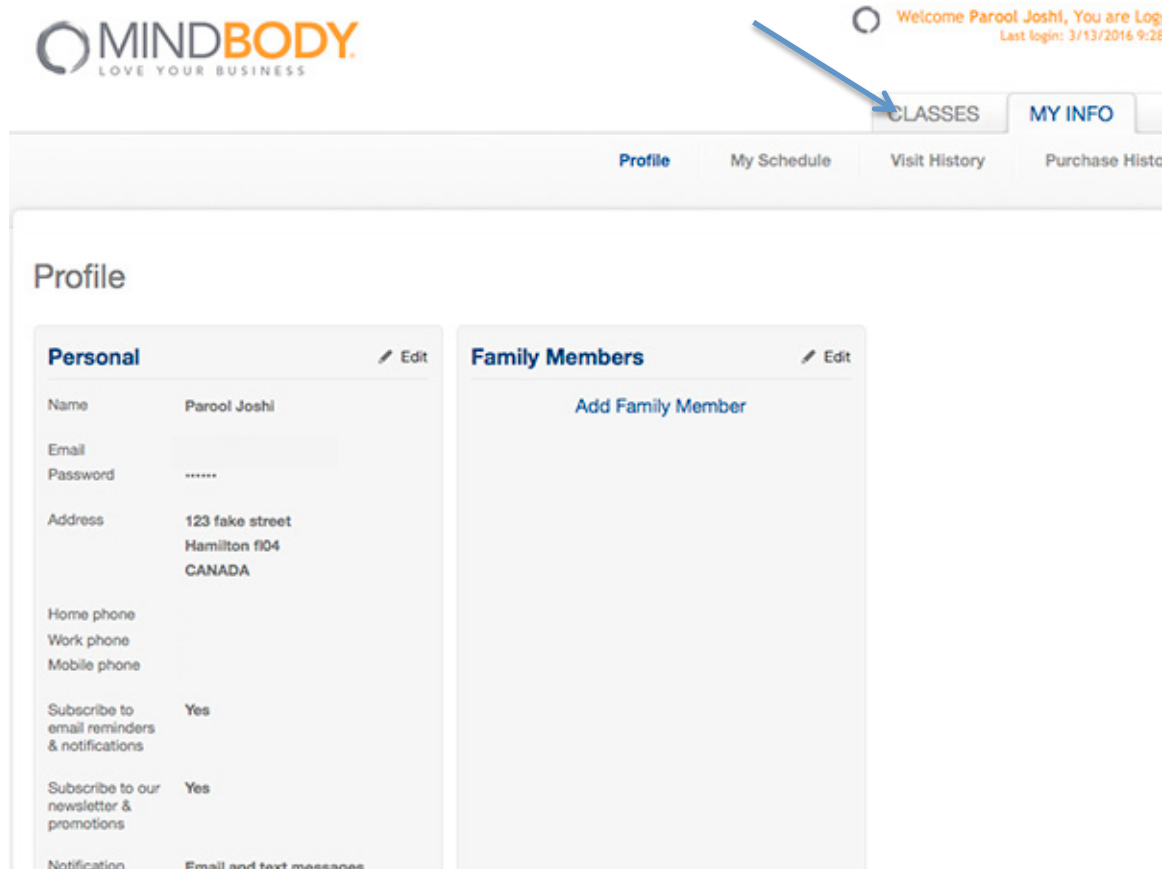 MINDBODY
LOVE YOUR BUSINESS
Welcome Parool Joshi, You are Log
Last login: 3/13/2016 9:28
CLASSES
MY INFO
Profile
My Schedule
Visit History
Purchase Histo
Profile
Personal
Edit
Name
Parool Joshi
Email
Password
••••••
Address
123 fake street
Hamilton fl04
CANADA
Home phone
Work phone
Mobile phone
Subscribe to
email reminders
& notifications
Yes
Subscribe to our
newsletter &
promotions
Yes
Notification
Email and text messages
Family Members
Edit
Add Family Member